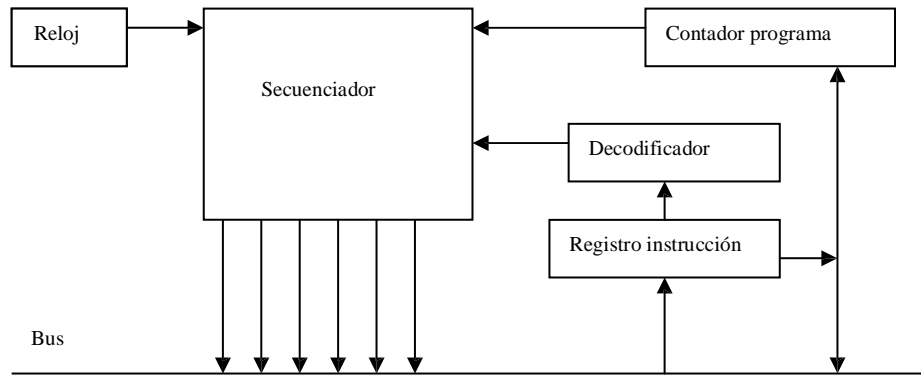 Reloj
Contador programa
Secuenciador
Decodificador
Registro instrucción
Bus